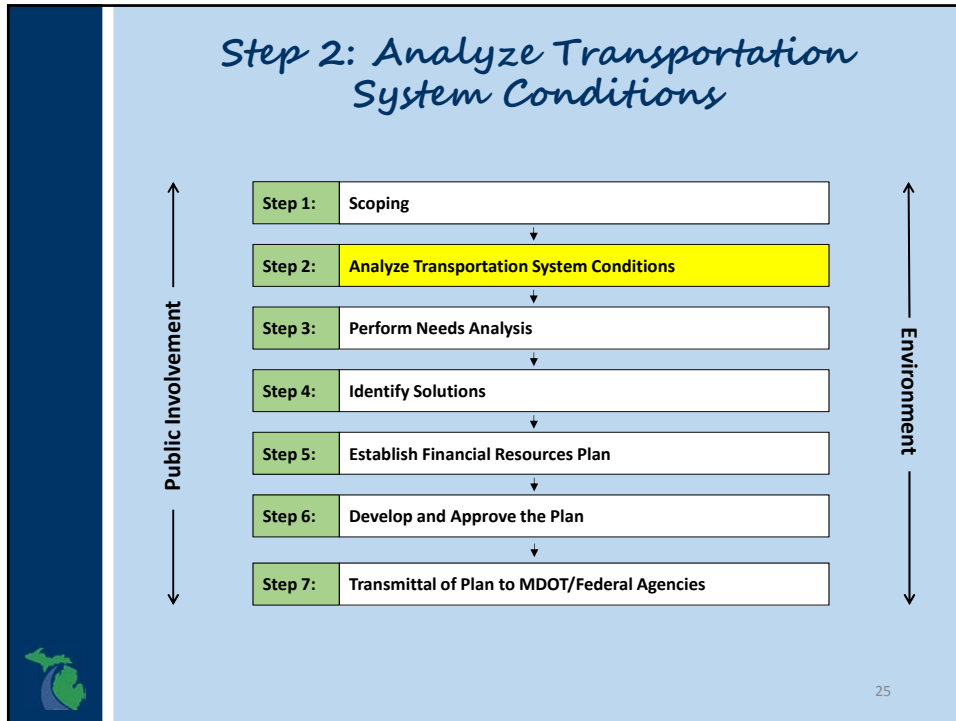 Step 2: Analyze Transportation
System Conditions
Public Involvement
Step 1: Scoping
Step 2: Analyze Transportation System Conditions
Step 3: Perform Needs Analysis
Step 4: Identify Solutions
Step 5: Establish Financial Resources Plan
Step 6: Develop and Approve the Plan
Step 7: Transmittal of Plan to MDOT/Federal Agencies
Environment
25